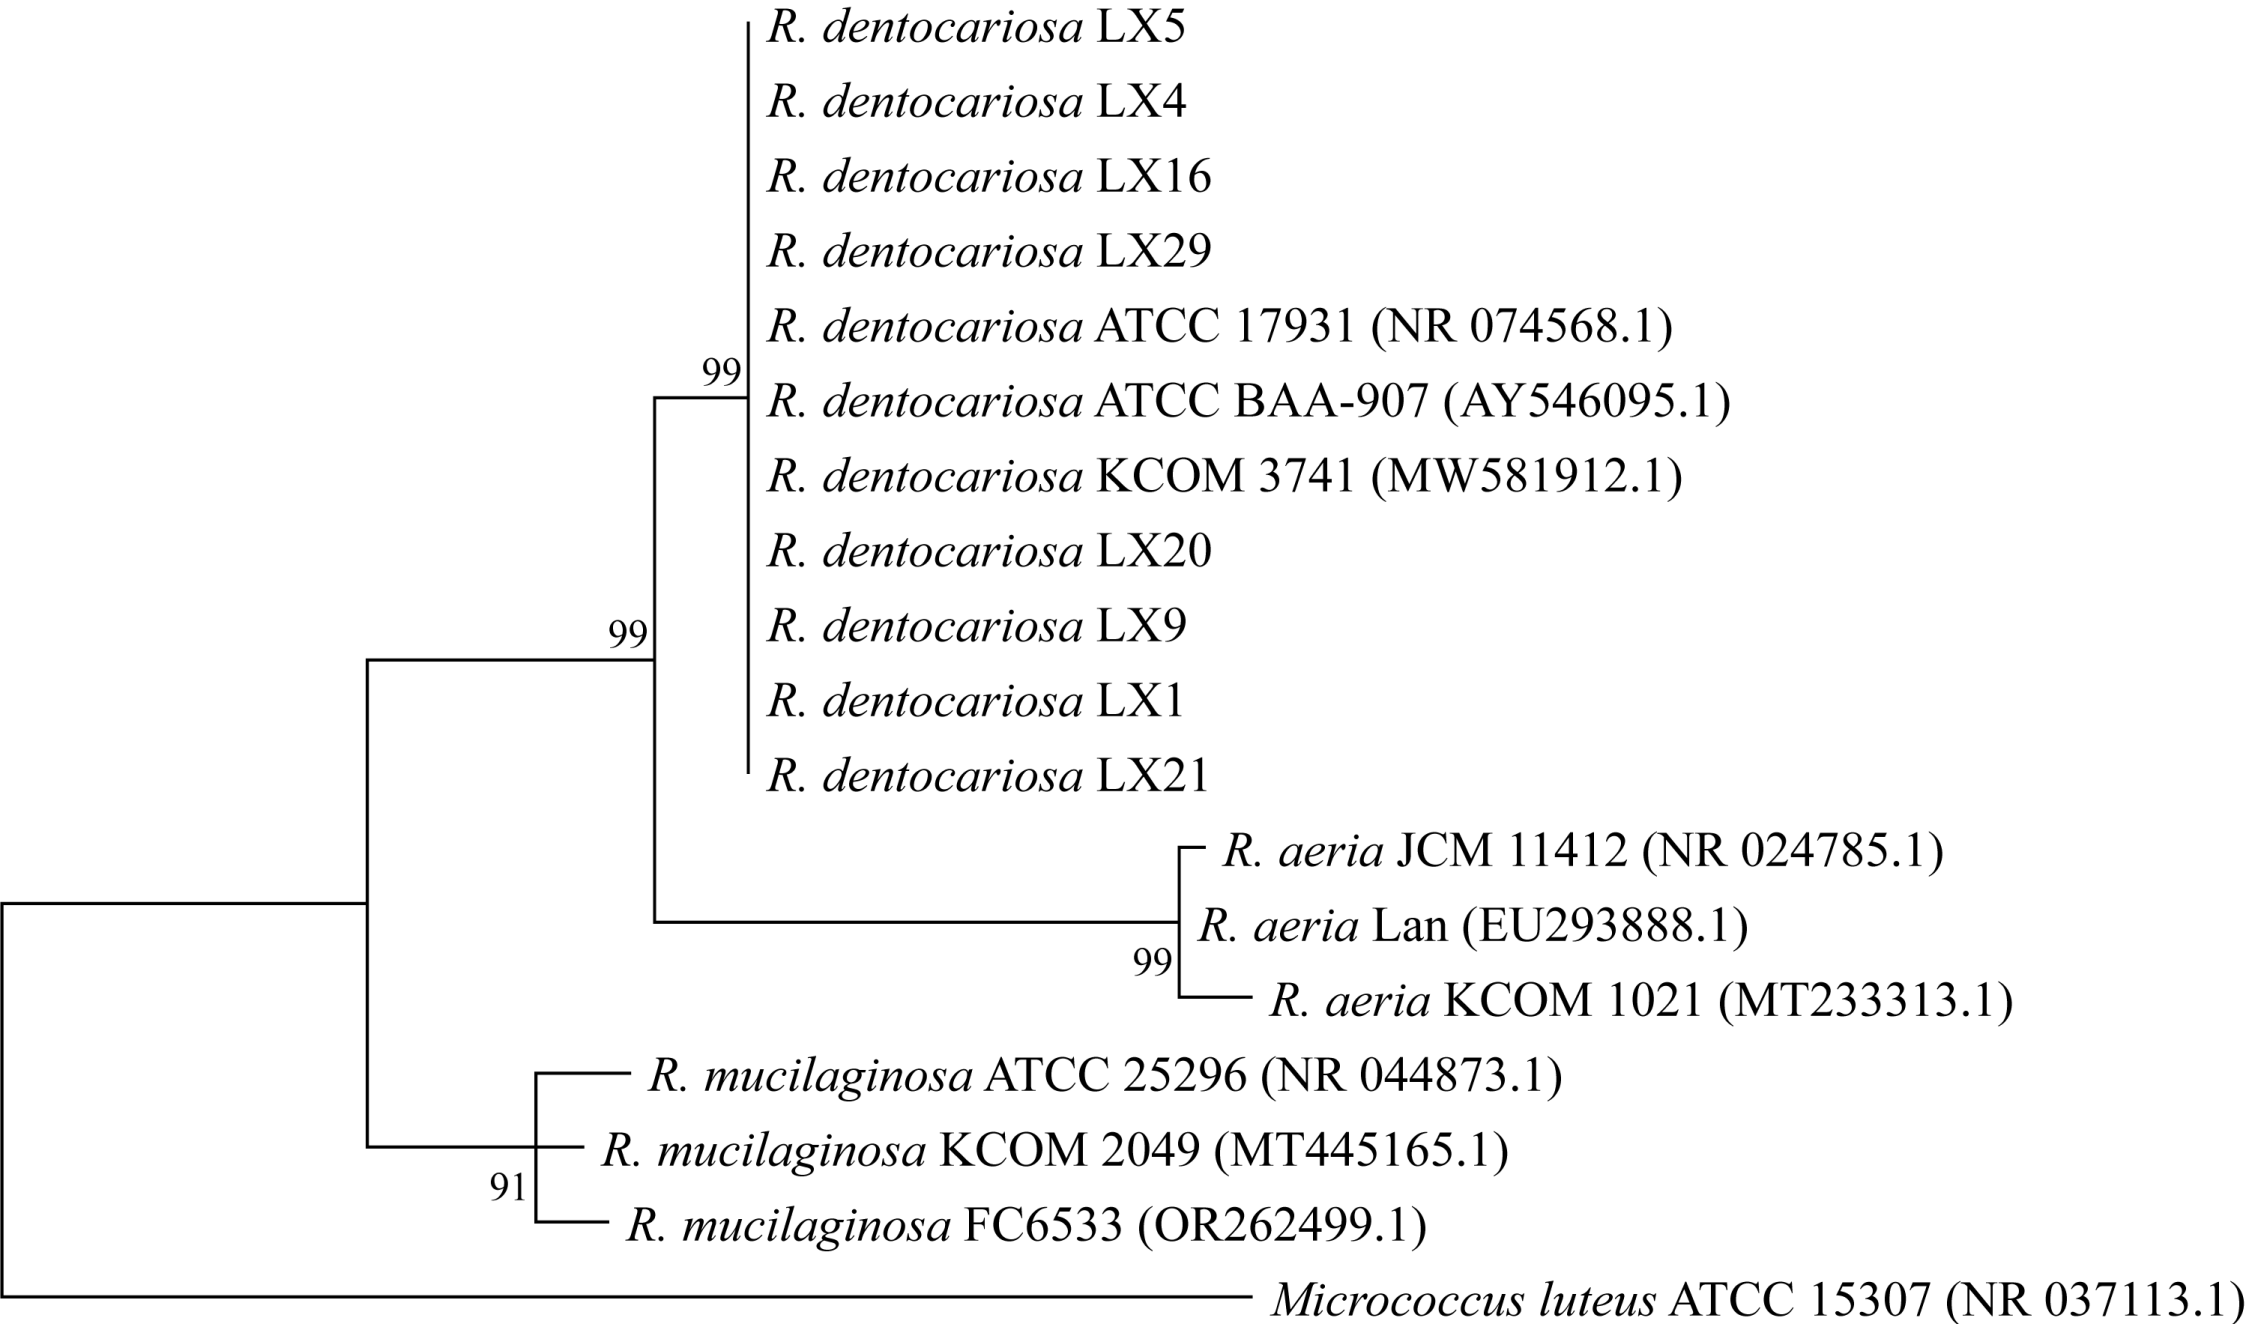 R. dentocariosa LX5
R. dentocariosa LX4
R. dentocariosa LX16
R. dentocariosa LX29
R. dentocariosa ATCC 17931 (NR 074568.1)
99
R. dentocariosa ATCC BAA-907 (AY546095.1)
R. dentocariosa KCOM 3741 (MW581912.1)
R. dentocariosa LX20
R. dentocariosa LX9
99
R. dentocariosa LX1
R. dentocariosa LX21
R. aeria JCM 11412 (NR 024785.1)
R. aeria Lan (EU293888.1)
99
R. aeria KCOM 1021 (MT233313.1)
R. mucilaginosa ATCC 25296 (NR 044873.1)
R. mucilaginosa KCOM 2049 (MT445165.1)
91
R. mucilaginosa FC6533 (OR262499.1)
Micrococcus luteus ATCC 15307 (NR 037113.1)